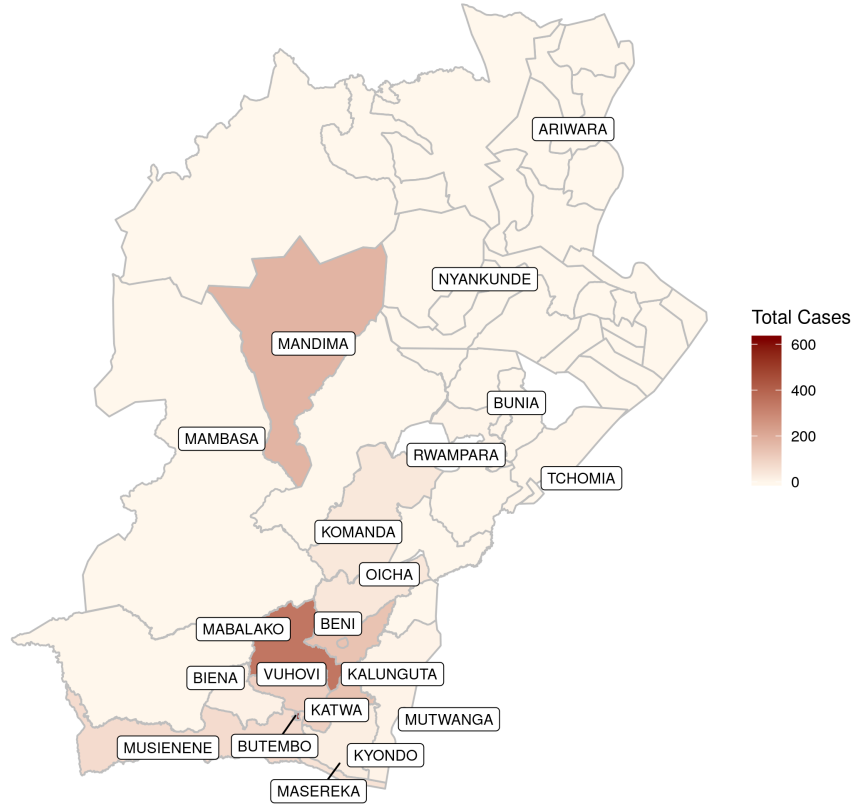 ARIWARA
NYANKUNDE
Total Cases
600
400
200
0
MANDIMA
BUNIA
MAMBASA
RWAMPARA
TCHOMIA
KOMANDA
OICHA
MABALAKO
BENI
BIENA
VUHOVI
KALUNGUTA
KATWA
MUTWANGA
MUSIENENE
BUTEMBO
KYONDO
MASEREKA